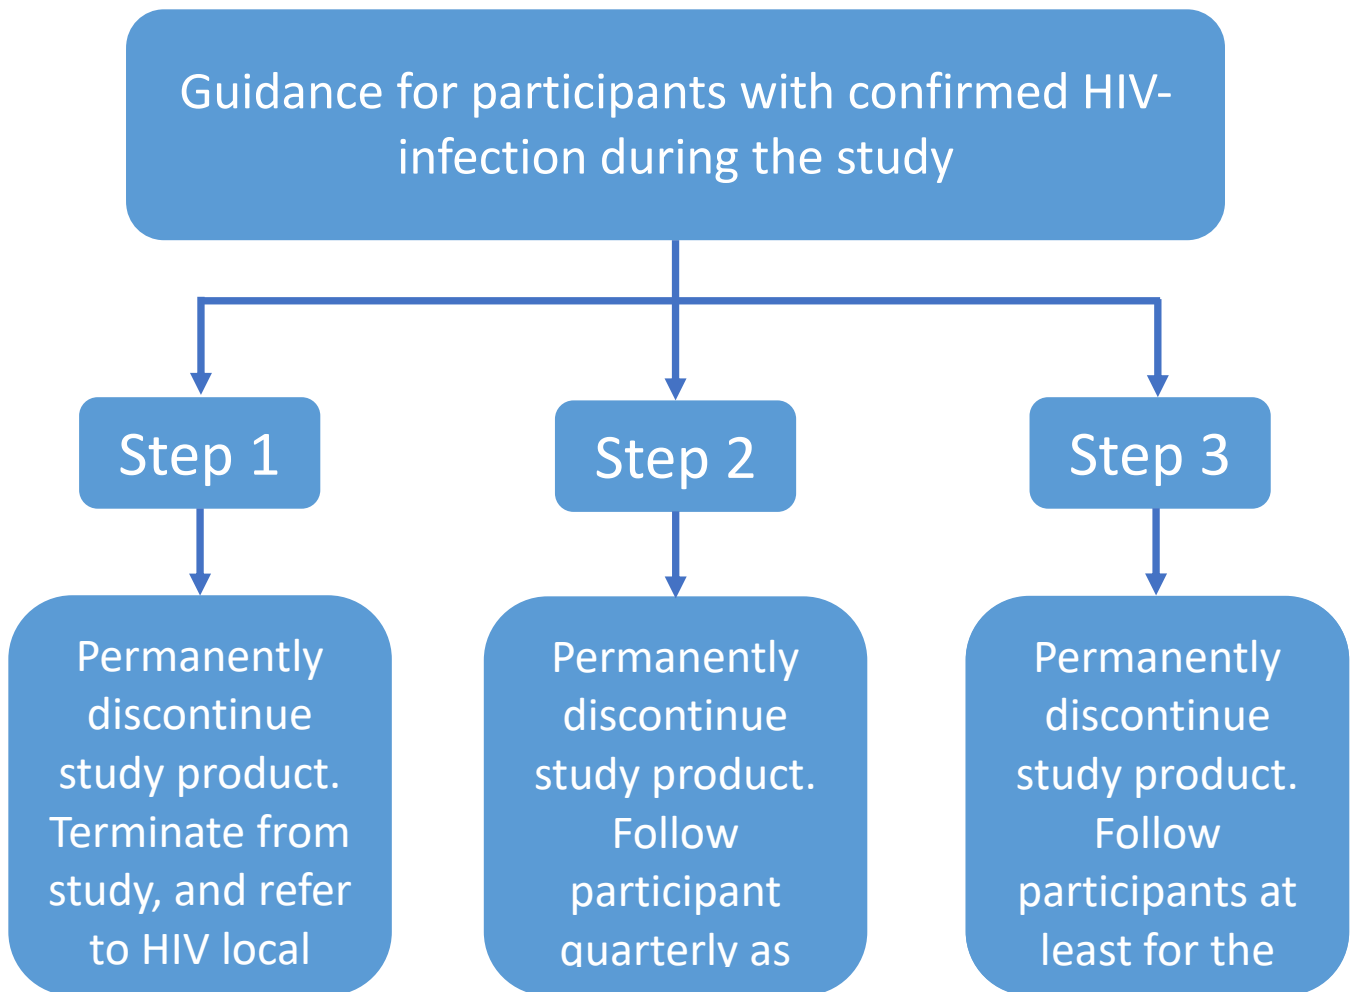 Guidance for participants with confirmed HIV-
infection during the study
Step 1
Step 2
Step 3
Permanently
discontinue
study product.
Terminate from
study, and refer
to HIV local
Permanently
discontinue
study product.
Follow
participant
quarterly as
Permanently
discontinue
study product.
Follow
participants at
least for the